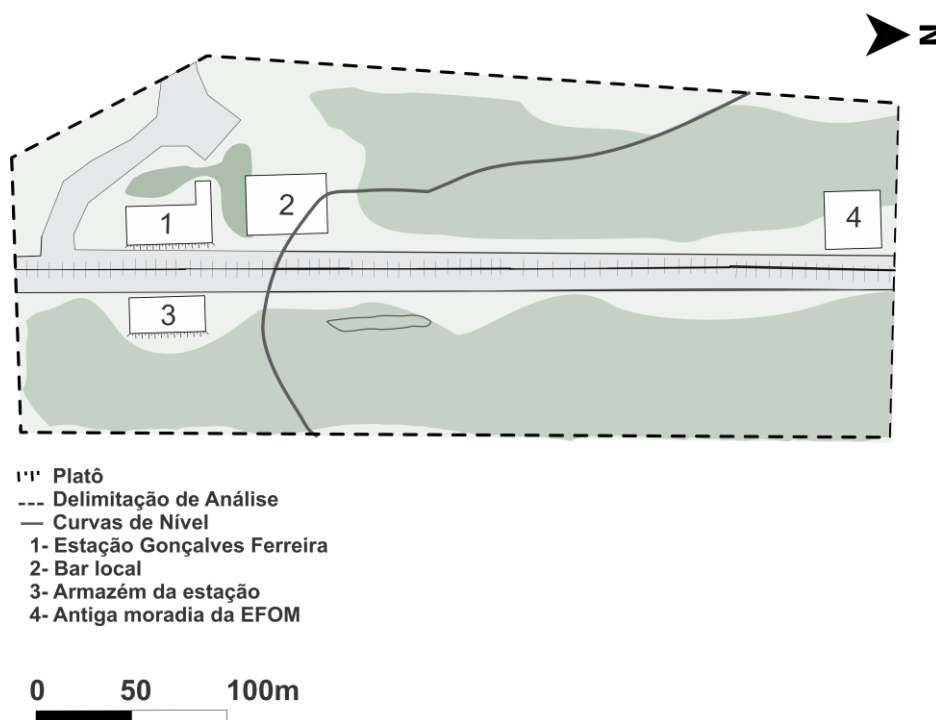 N
1
2
3
4
Platô
Delimitação de Análise
Curvas de Nível
1- Estação Gonçalves Ferreira
2- Bar local
3- Armazém da estação
4- Antiga moradia da EFOM
0 50 100m